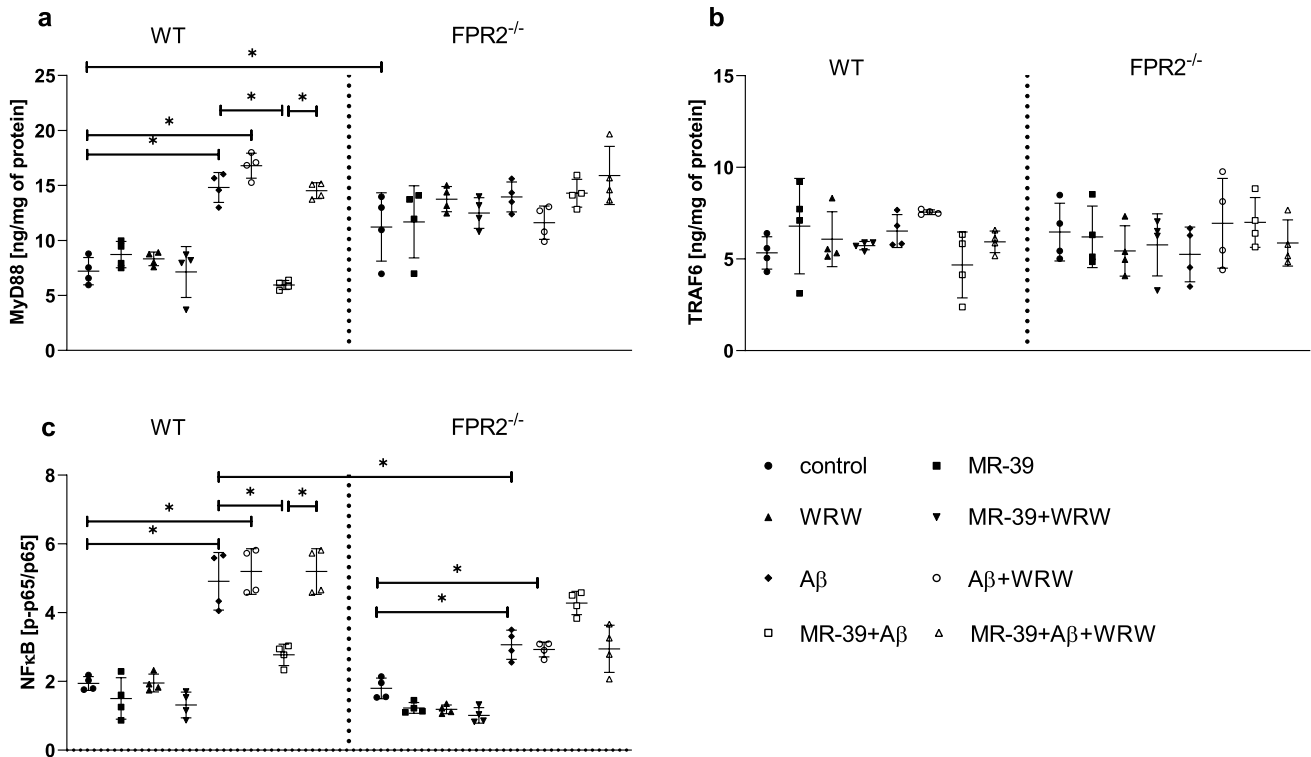 a
WT FPR2-/-
*
*
*
*
*
MyD88 [ng/mg of protein]
25
20
15
10
5
0
b
WT FPR2-/-
TRAF6 [ng/mg of protein]
15
10
5
0
c
WT FPR2-/-
*
*
*
*
*
*
*
NFκB [p-p65/p65]
8
6
4
2
0
control MR-39
WRW MR-39+WRW
Aβ Aβ+WRW
MR-39+Aβ MR-39+Aβ+WRW